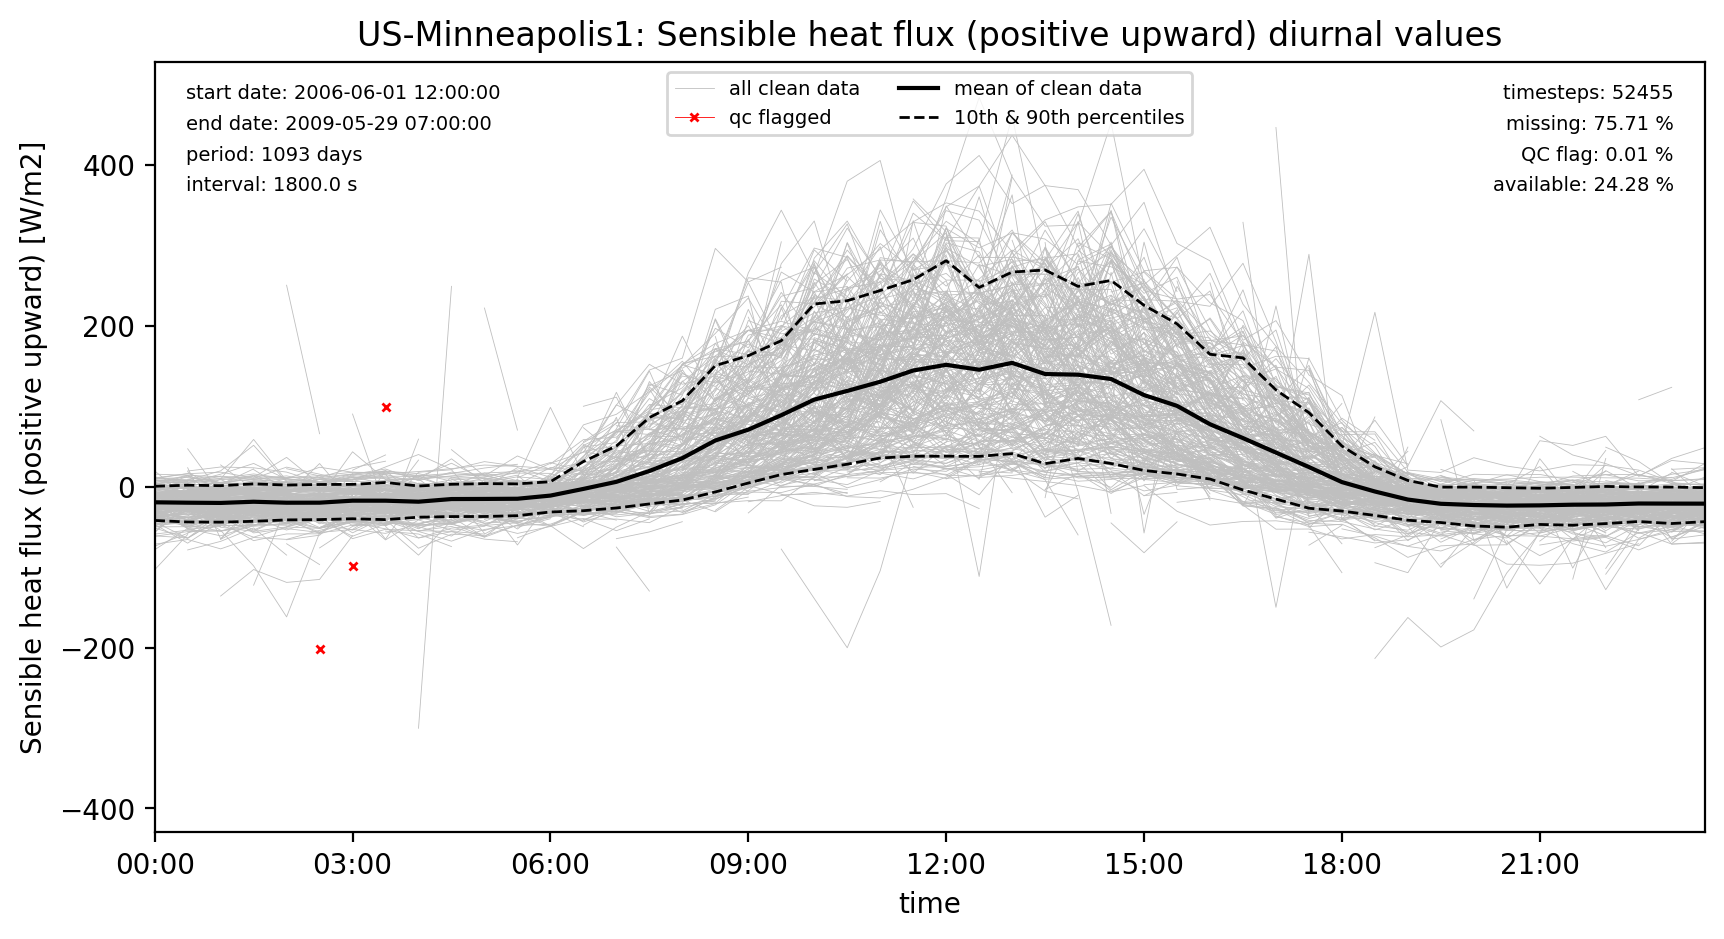 US-Minneapolis1: Sensible heat flux (positive upward) diurnal values
start date: 2006-06-01 12:00:00
end date: 2009-05-29 07:00:00
period: 1093 days
interval: 1800.0 s
all clean data
qc flagged
mean of clean data
10th & 90th percentiles
timesteps: 52455
missing: 75.71 %
QC flag: 0.01 %
available: 24.28 %
Sensible heat flux (positive upward) [W/m2]
400
200
0
−200
−400
00:00
03:00
06:00
09:00
12:00
15:00
18:00
21:00
time